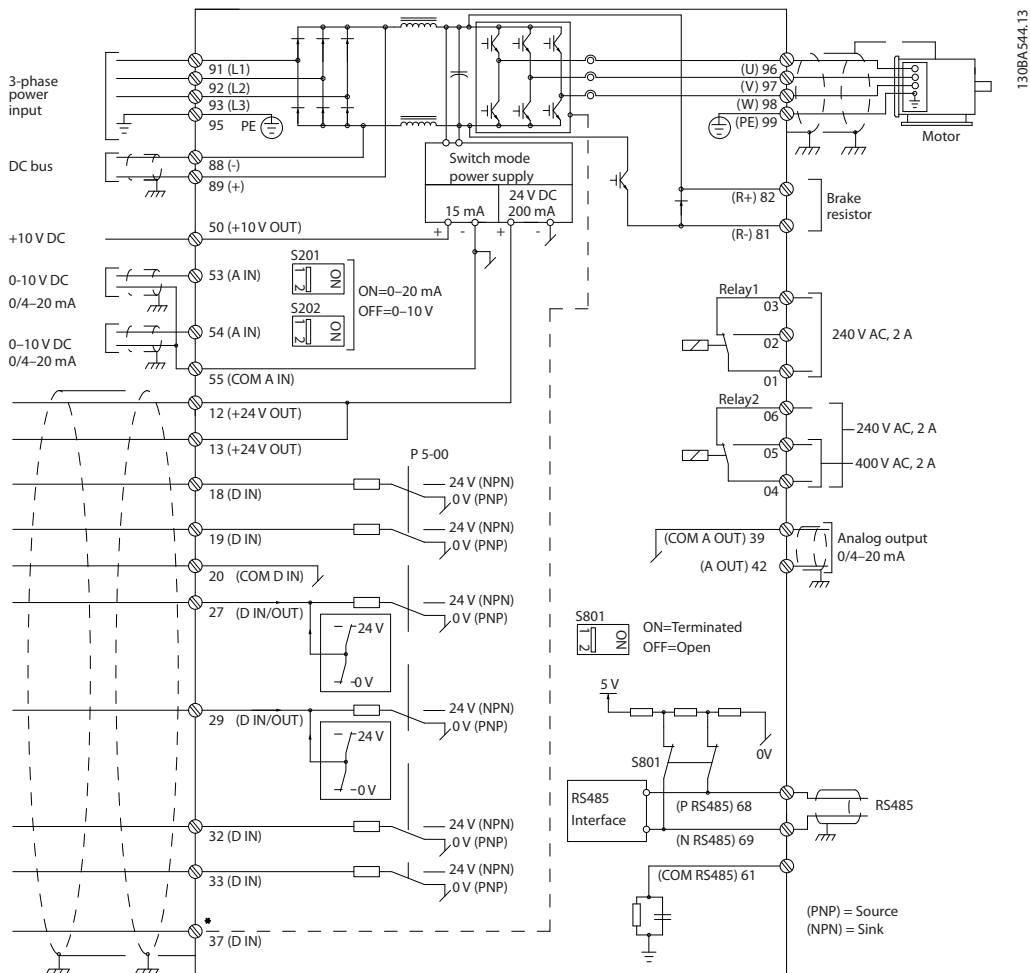 130BA544.13
3-phase
power
input
91 (L1)
92 (L2)
93 (L3)
95
PE
DC bus
88 (-)
89 (+)
+10 V DC
50 (+10 V OUT)
0-10 V DC
0/4–20 mA
53 (A IN)
0–10 V DC
0/4–20 mA
54 (A IN)
55 (COM A IN)
12 (+24 V OUT)
13 (+24 V OUT)
18 (D IN)
19 (D IN)
20 (COM D IN)
27 (D IN/OUT)
29 (D IN/OUT)
32 (D IN)
33 (D IN)
*
37 (D IN)
S201
1 2
ON
S202
1 2
ON
ON=0–20 mA
OFF=0–10 V
Switch mode
power supply
15 mA
24 V DC
200 mA
+ - + -
P 5-00
24 V (NPN)
0 V (PNP)
24 V (NPN)
0 V (PNP)
24 V (NPN)
0 V (PNP)
24 V
0 V
24 V (NPN)
0 V (PNP)
24 V
0 V
24 V (NPN)
0 V (PNP)
24 V (NPN)
0 V (PNP)
(U) 96
(V) 97
(W) 98
(PE) 99
Motor
(R+) 82
(R-) 81
Brake
resistor
Relay1
03
02
01
240 V AC, 2 A
Relay2
06
05
04
240 V AC, 2 A
400 V AC, 2 A
(COM A OUT) 39
(A OUT) 42
Analog output
0/4–20 mA
S801
1 2
ON
ON=Terminated
OFF=Open
5 V
0V
S801
RS485
Interface
(P RS485) 68
(N RS485) 69
RS485
(COM RS485) 61
(PNP) = Source
(NPN) = Sink